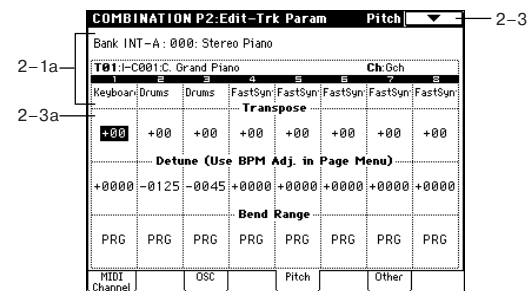 COMBINATION P2:Edit-Trk Param Pitch
2-3
Bank INT-A: 000: Stereo Piano
2-1a
T01:I-C001:C. Grand Piano Ch:Gch
1 2 3 4 5 6 7 8
Keyboar Drums Drums FastSyn FastSyn FastSyn FastSyn FastSyn
2-3a
Transpose
+00 +00 +00 +00 +00 +00 +00 +00
Detune (Use BPM Adj. in Page Menu)
+0000 -0125 -0045 +0000 +0000 +0000 +0000 +0000
Bend Range
PRG PRG PRG PRG PRG PRG PRG PRG
MIDI Channel OSC Pitch Other